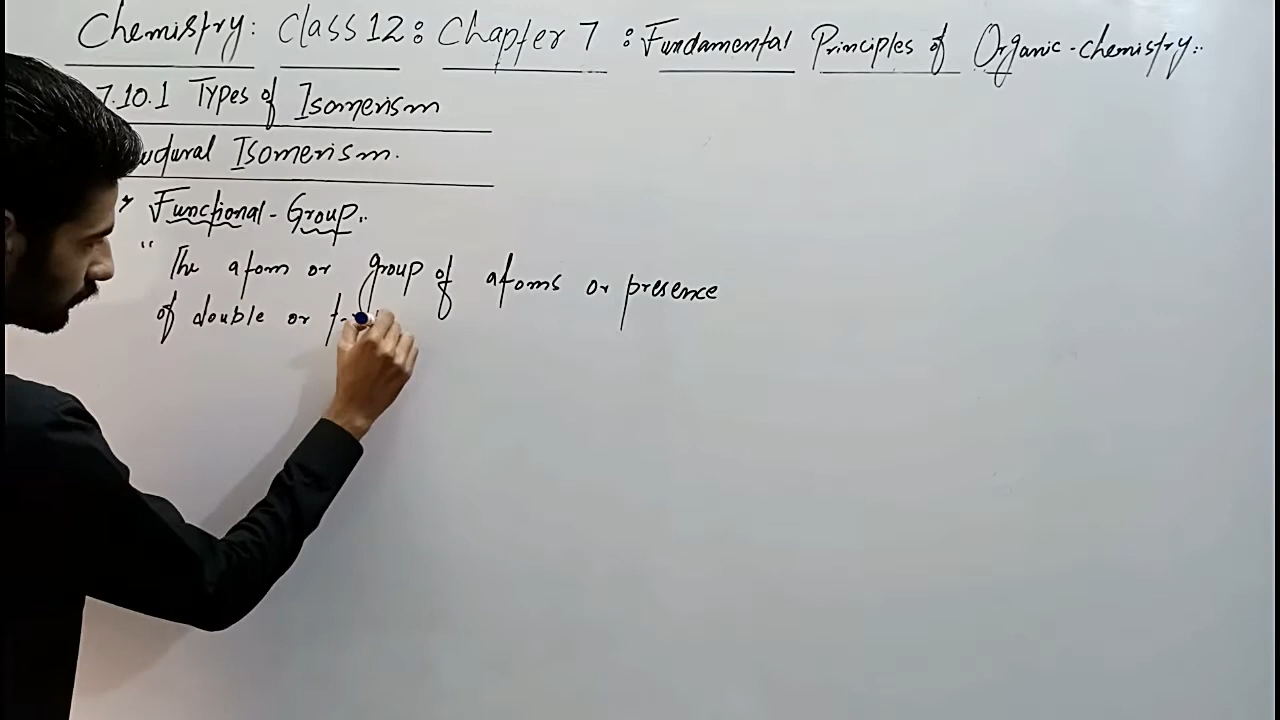 Chemistry: Class 12: Chapter 7 : Fundamental Principles of Organic-chemistry..
7.10.1 Types of Isomerism
Isomerism.
* Functional-Group..
" The atom or group of atoms or presence
of double or